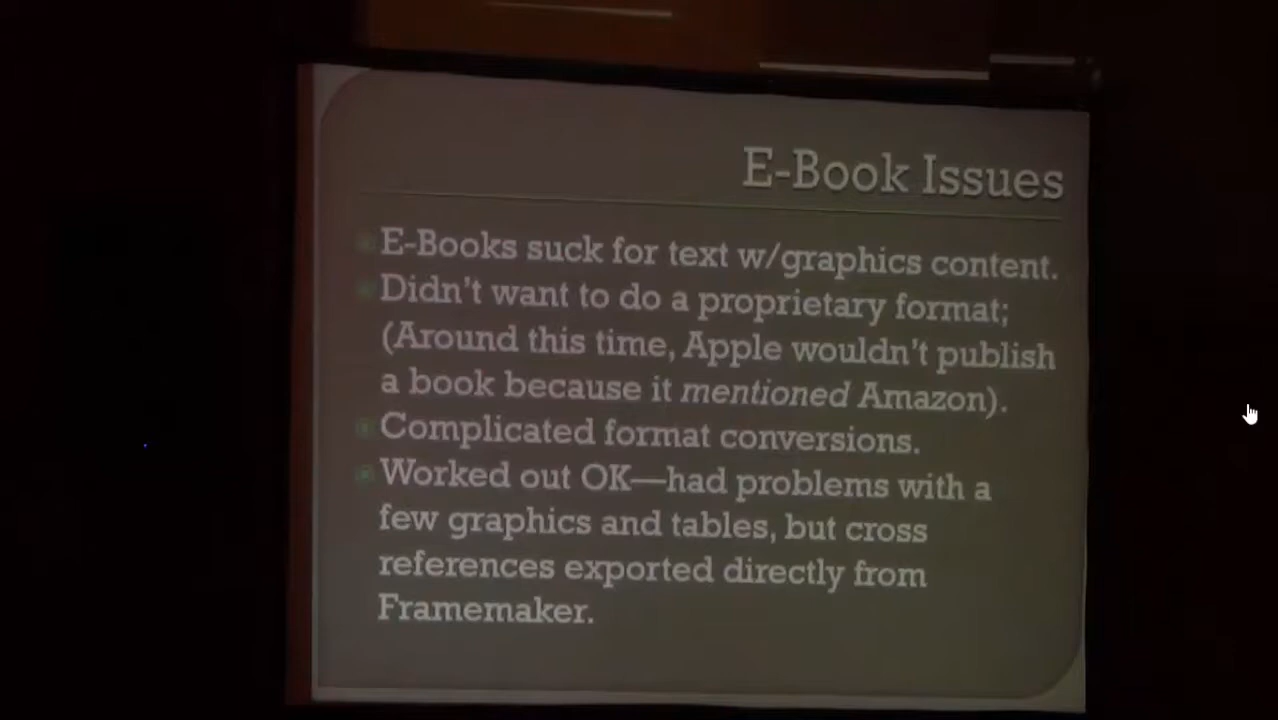 E-Book Issues
E-Books suck for text w/graphics content.
Didn't want to do a proprietary format;
(Around this time, Apple wouldn't publish
a book because it mentioned Amazon).
Complicated format conversions.
Worked out OK—had problems with a
few graphics and tables, but cross
references exported directly from
Framemaker.